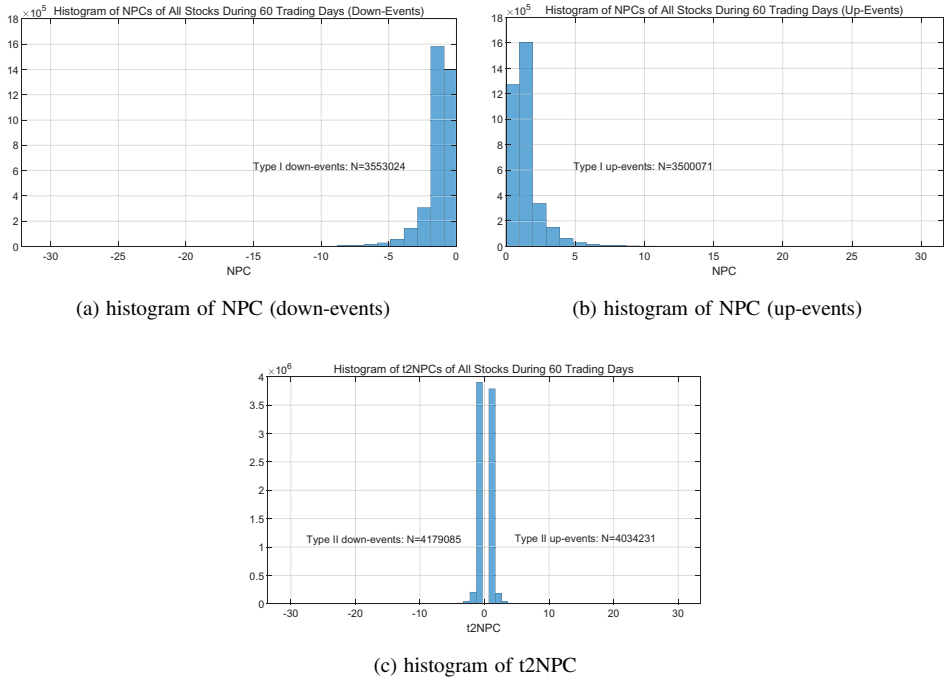 Histogram of NPCs of All Stocks During 60 Trading Days (Down-Events)
×10^5
18
16
14
12
10
8
6
4
2
0
Type I down-events: N=3553024
-30 -25 -20 -15 -10 -5 0
NPC
(a) histogram of NPC (down-events)
Histogram of NPCs of All Stocks During 60 Trading Days (Up-Events)
×10^5
18
16
14
12
10
8
6
4
2
0
Type I up-events: N=3500071
0 5 10 15 20 25 30
NPC
(b) histogram of NPC (up-events)
Histogram of t2NPCs of All Stocks During 60 Trading Days
×10^6
4
3.5
3
2.5
2
1.5
1
0.5
0
Type II down-events: N=4179085
Type II up-events: N=4034231
-30 -20 -10 0 10 20 30
t2NPC
(c) histogram of t2NPC